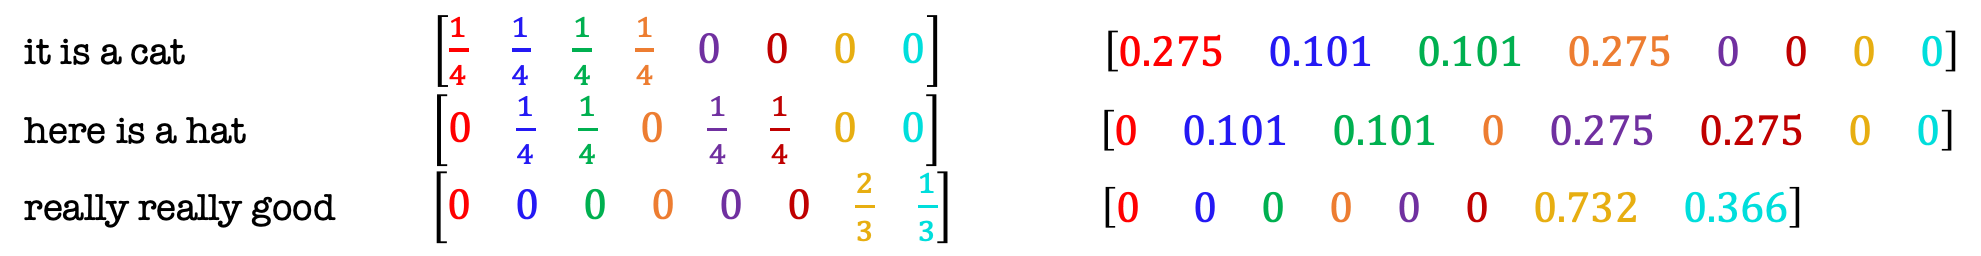 it is a cat [1/4 1/4 1/4 1/4 0 0 0 0] [0.275 0.101 0.101 0.275 0 0 0 0]
here is a hat [0 1/4 1/4 0 1/4 1/4 0 0] [0 0.101 0.101 0 0.275 0.275 0 0]
really really good [0 0 0 0 0 0 2/3 1/3] [0 0 0 0 0 0 0.732 0.366]